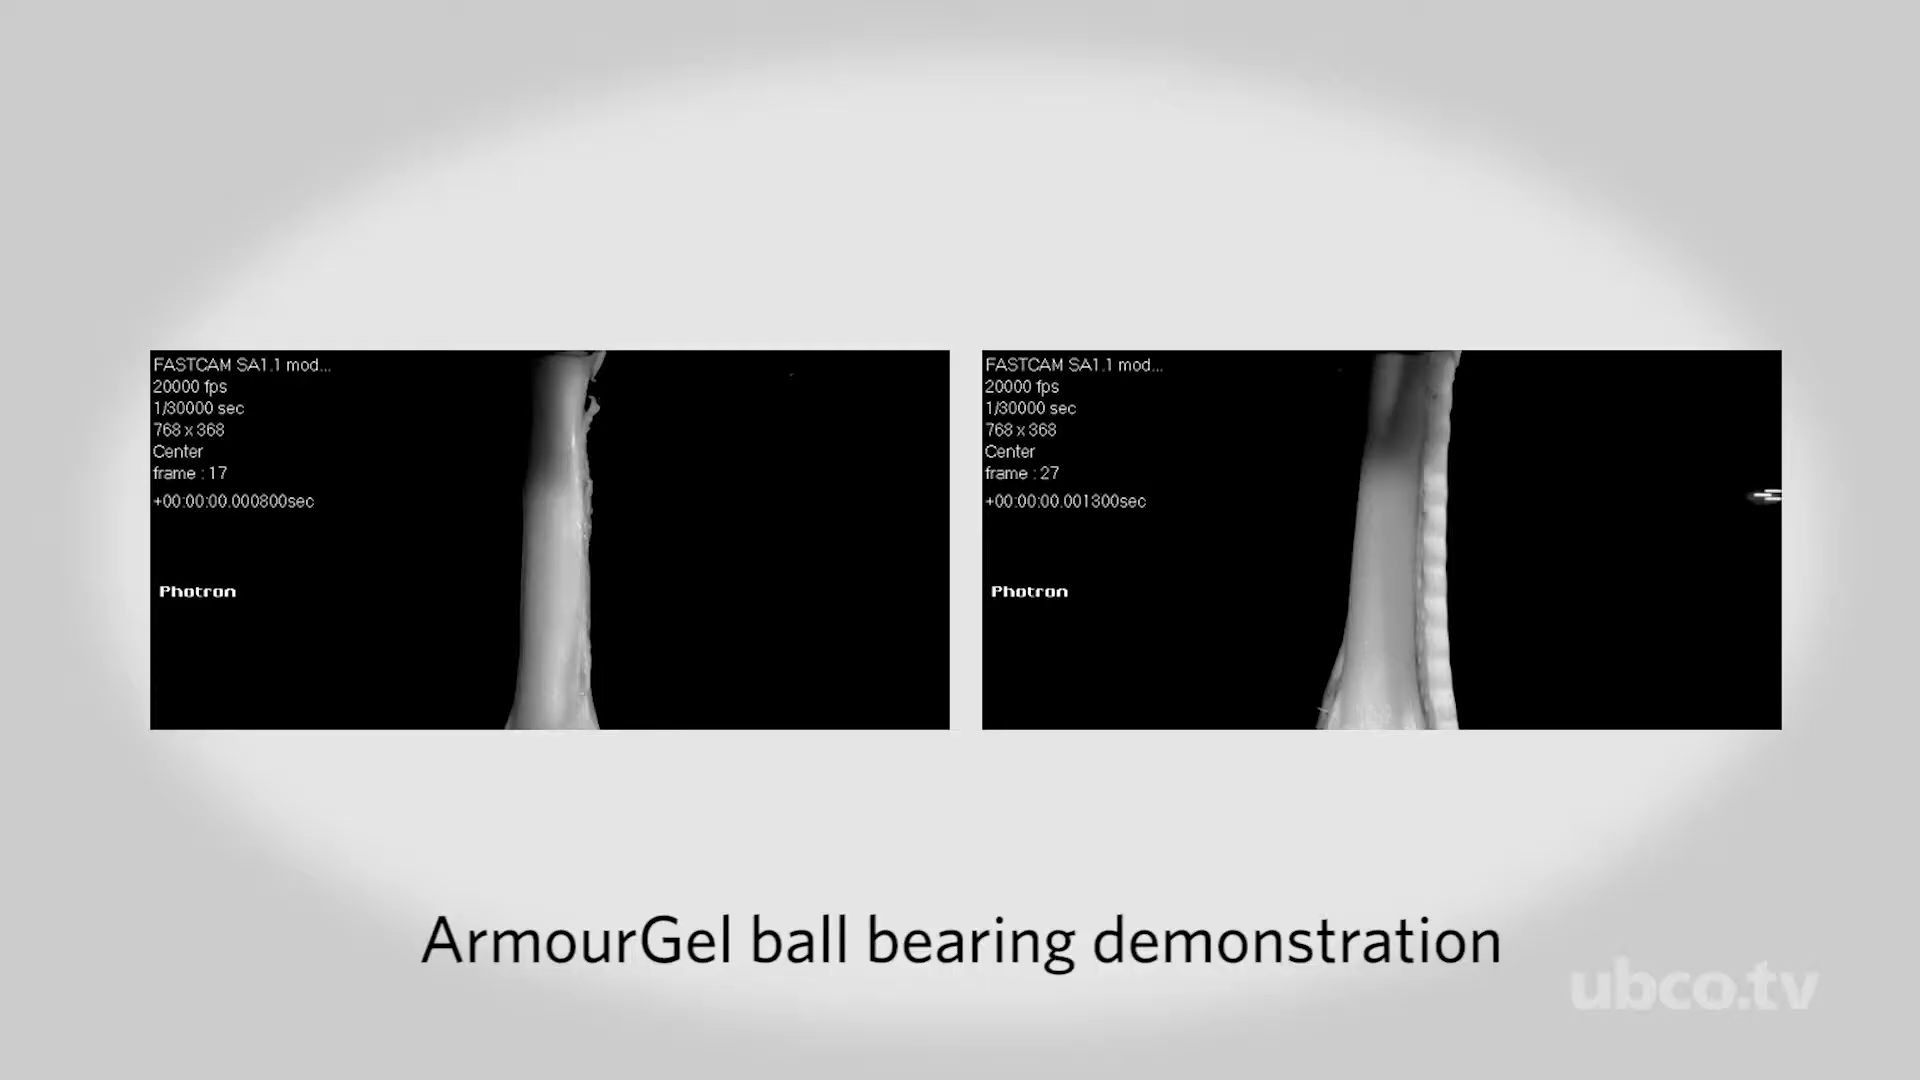 FASTCAM SA1.1 mod...
20000 fps
1/30000 sec
768 x 368
Center
frame : 17
+00:00:00.000800sec
Photron
FASTCAM SA1.1 mod...
20000 fps
1/30000 sec
768 x 368
Center
frame : 27
+00:00:00.001300sec
Photron
ArmourGel ball bearing demonstration
ubco.tv